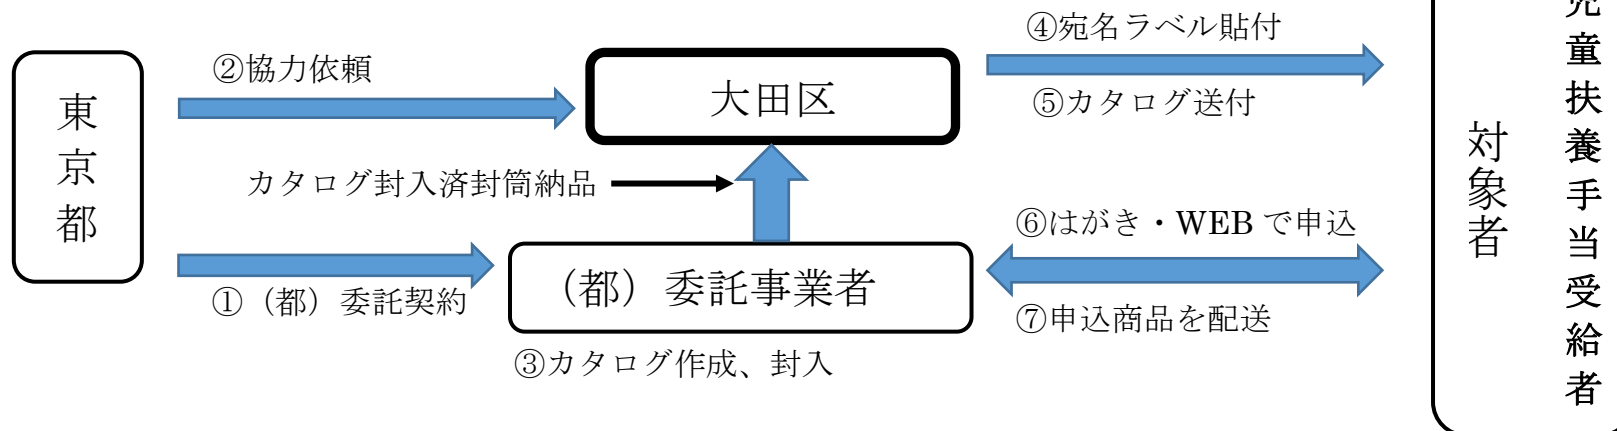 東京都
②協力依頼
大田区
④宛名ラベル貼付
⑤カタログ送付
カタログ封入済封筒納品
①（都）委託契約
（都）委託事業者
③カタログ作成、封入
⑥はがき・WEBで申込
⑦申込商品を配送
対象者
児童扶養手当受給者